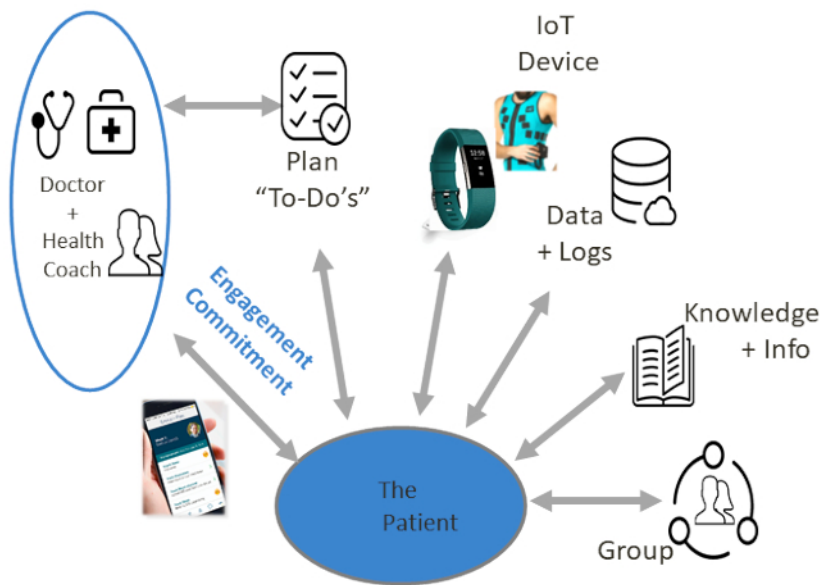 IoT
Device
Doctor
+
Health
Coach
Plan
“To-Do’s”
Data
+ Logs
Engagement
Commitment
Knowledge
+ Info
The
Patient
Group